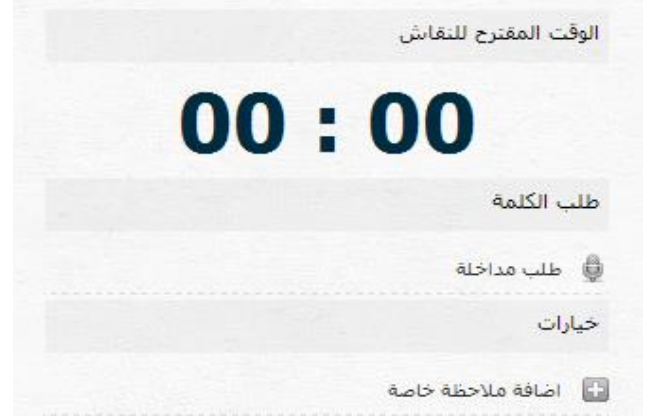 الوقت المقترح للنقاش
00 : 00
طلب الكلمة
طلب مداخلة
خيارات
اضافة ملاحظة خاصة